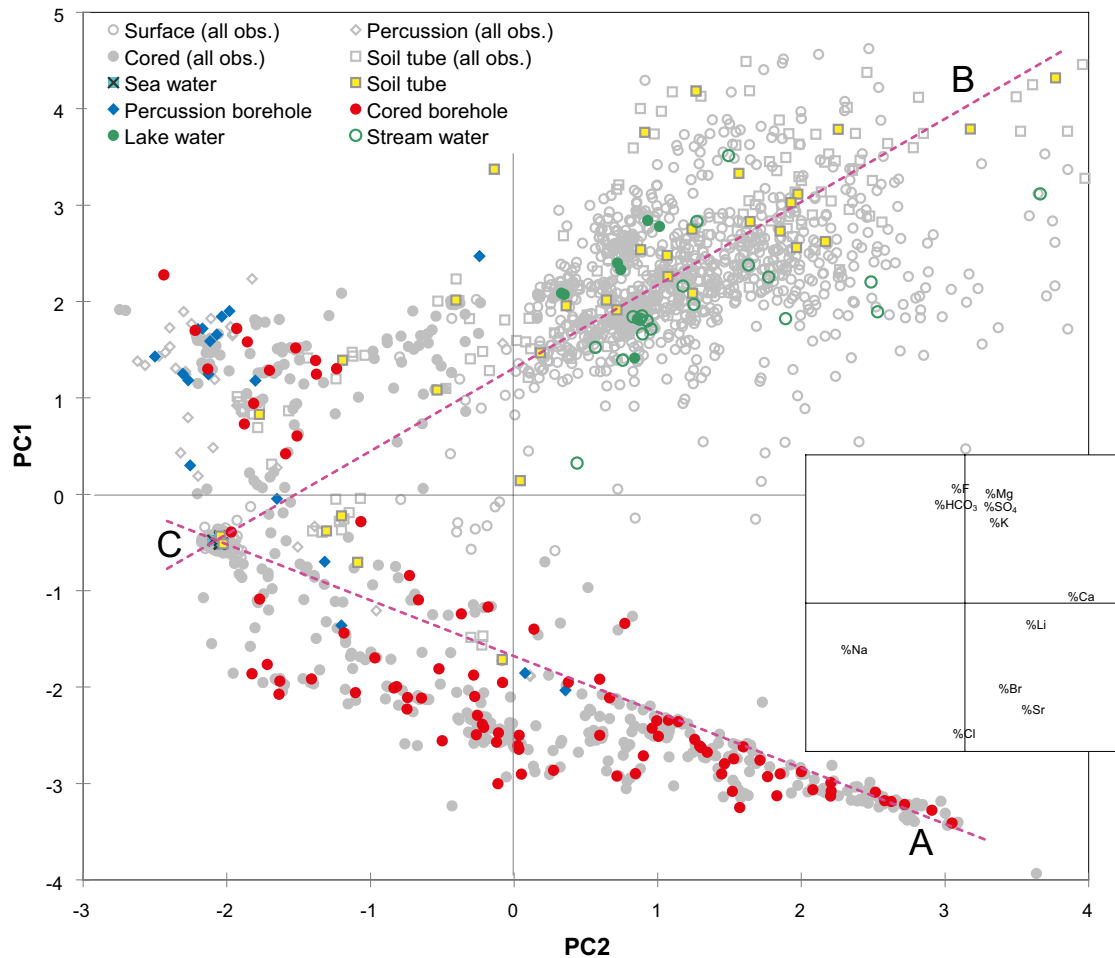 5
Surface (all obs.) Percussion (all obs.)
Cored (all obs.) Soil tube (all obs.)
Sea water Soil tube
Percussion borehole Cored borehole
Lake water Stream water
B
4
3
2
1
PC1
0
C
%F %Mg
%HCO3 %SO4
%K
%Ca
-1
%Li
%Na
-2
%Br
%Sr
%Cl
-3
A
-4
-3 -2 -1 0 1 2 3 4
PC2